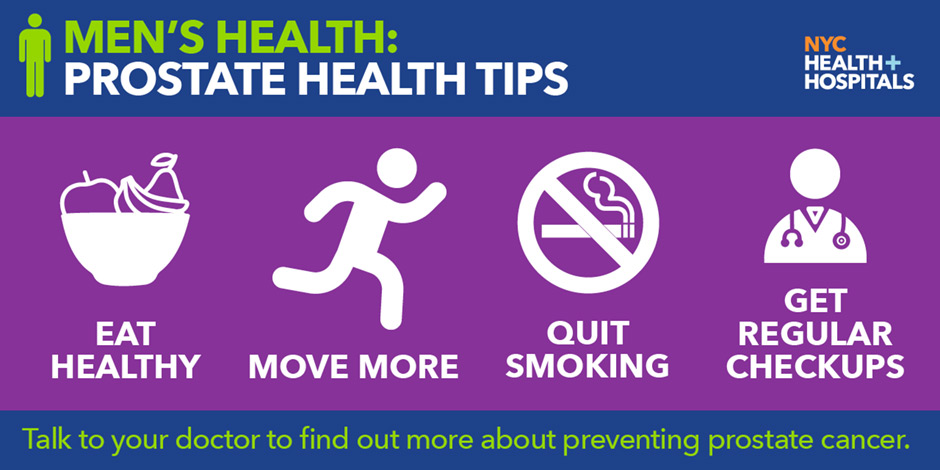 MEN'S HEALTH:
PROSTATE HEALTH TIPS
NYC
HEALTH+
HOSPITALS
EAT
HEALTHY
MOVE MORE
QUIT
SMOKING
GET
REGULAR
CHECKUPS
Talk to your doctor to find out more about preventing prostate cancer.